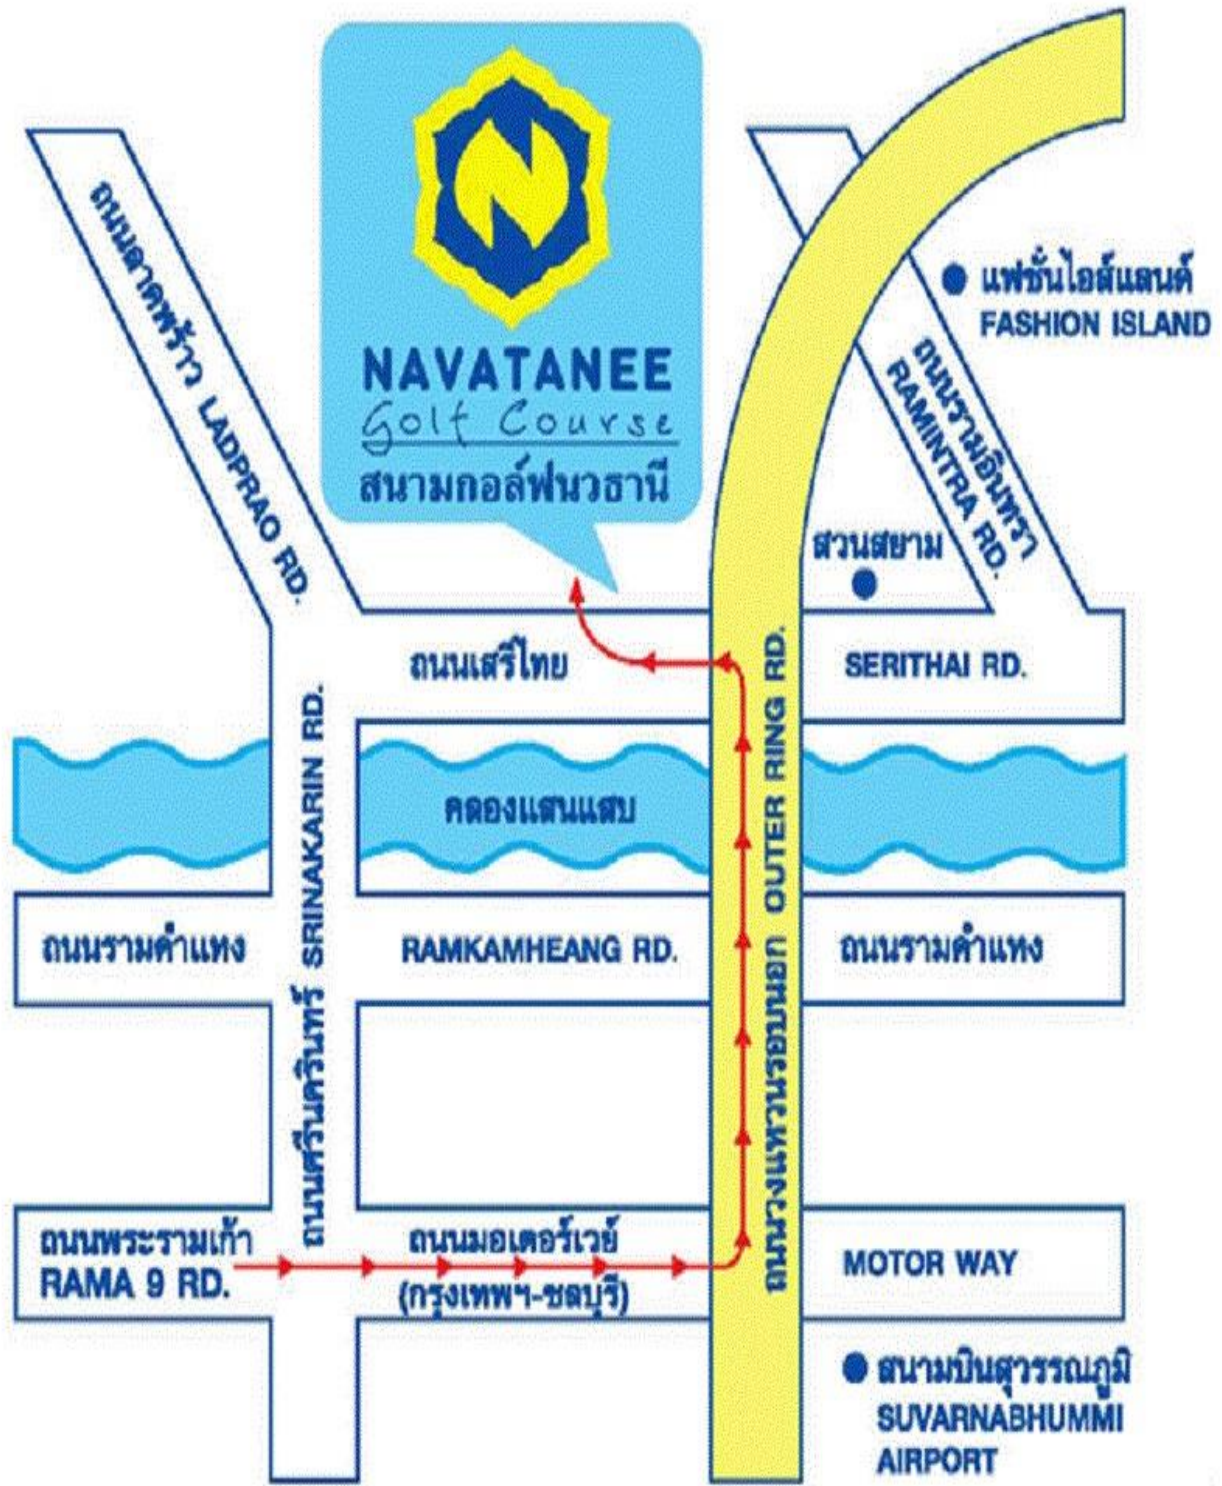 NAVATANEE
Golf Course
สนามกอล์ฟนวธานี
ถนนลาดพร้าว LADPRAO RD.
แฟชั่นไอส์แลนด์
FASHION ISLAND
ถนนรามอินทรา
RAMINTRA RD.
สวนสยาม
ถนนเสรีไทย
SERITHAI RD.
คลองแสนแสบ
ถนนศรีนครินทร์ SRINAKARIN RD.
ถนนวงแหวนรอบนอก OUTER RING RD.
ถนนรามคำแหง
RAMKAMHEANG RD.
ถนนรามคำแหง
ถนนพระรามเก้า
RAMA 9 RD.
ถนนมอเตอร์เวย์
(กรุงเทพฯ-ชลบุรี)
MOTOR WAY
สนามบินสุวรรณภูมิ
SUVARNABHUMMI
AIRPORT